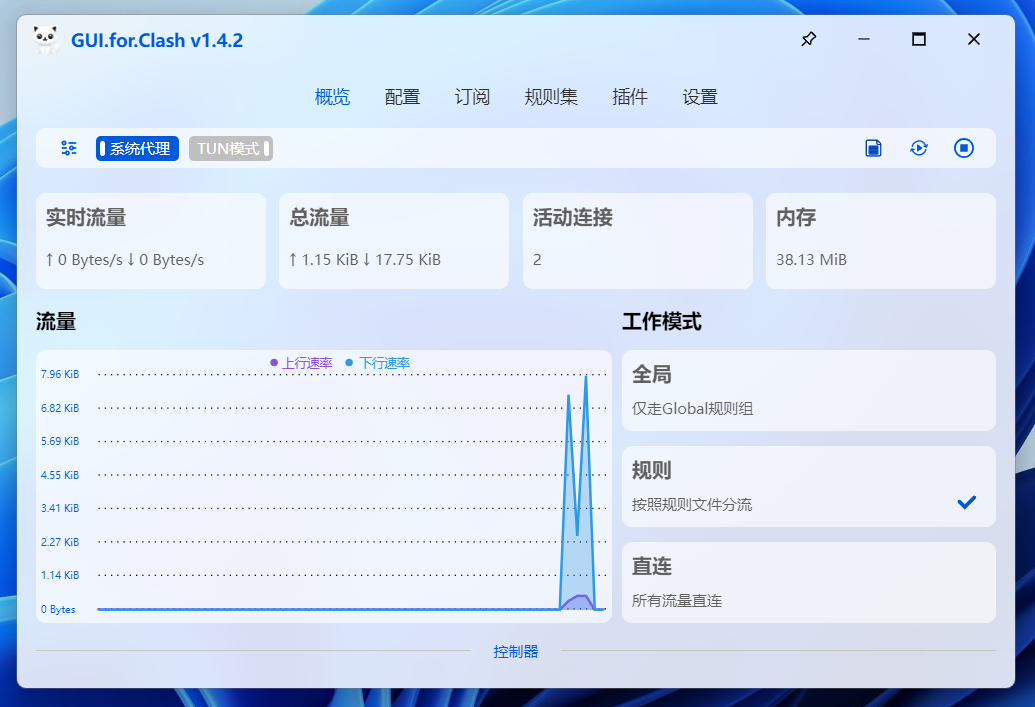 GUI.for.Clash v1.4.2
概览 配置 订阅 规则集 插件 设置
系统代理 TUN模式
实时流量 总流量 活动连接 内存
↑ 0 Bytes/s ↓ 0 Bytes/s ↑ 1.15 KiB ↓ 17.75 KiB 2 38.13 MiB
流量
上行速率 下行速率
7.96 KiB
6.82 KiB
5.69 KiB
4.55 KiB
3.41 KiB
2.27 KiB
1.14 KiB
0 Bytes
工作模式
全局
仅走Global规则组
规则
按照规则文件分流
直连
所有流量直连
控制器